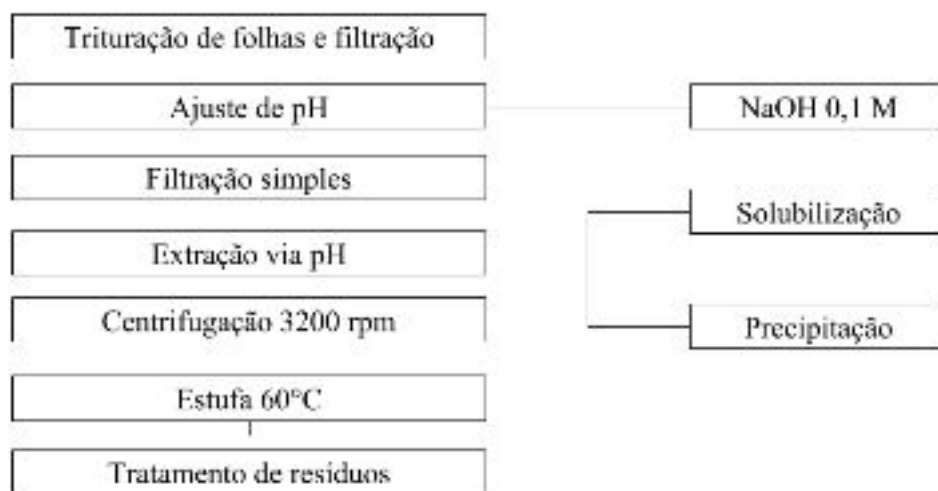 Trituração de folhas e filtração
Ajuste de pH
NaOH 0,1 M
Filtração simples
Solubilização
Extração via pH
Centrifugação 3200 rpm
Precipitação
Estufa 60°C
Tratamento de resíduos